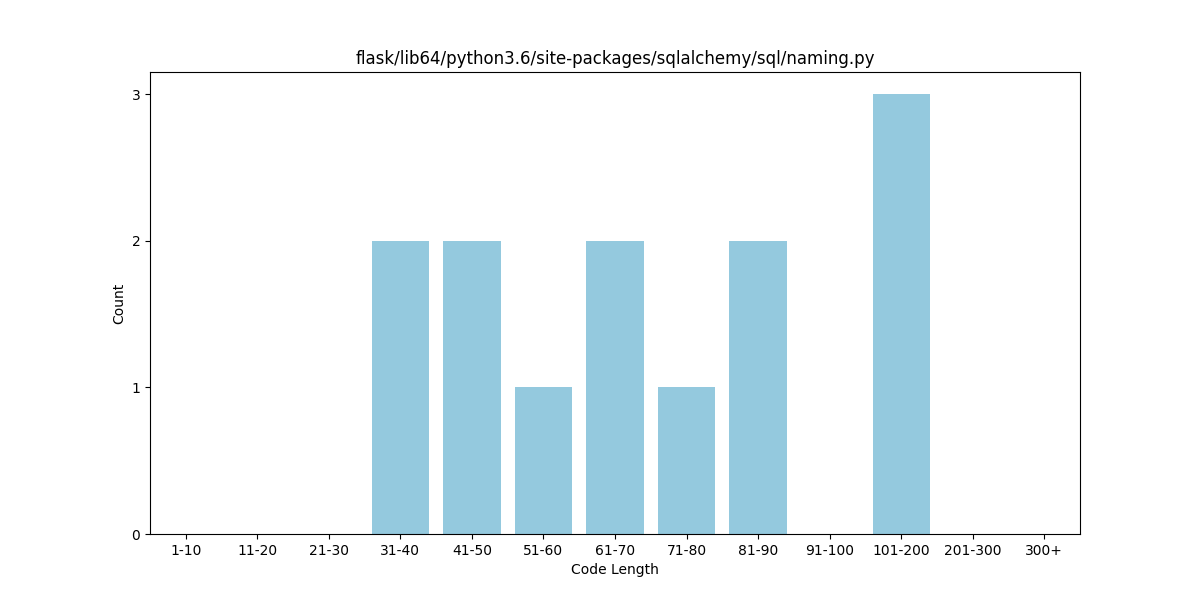 flask/lib64/python3.6/site-packages/sqlalchemy/sql/naming.py
3
2
1
0
Count
1-10 11-20 21-30 31-40 41-50 51-60 61-70 71-80 81-90 91-100 101-200 201-300 300+
Code Length